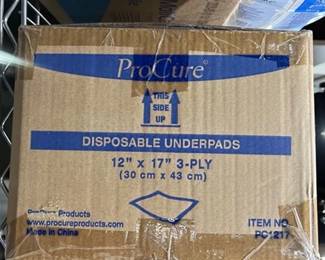 ProCure®
THIS
SIDE
UP
DISPOSABLE UNDERPADS
12" x 17" 3-PLY
(30 cm x 43 cm)
ProCure Products
www.procureproducts.com
Made in China
ITEM NO
PC1217